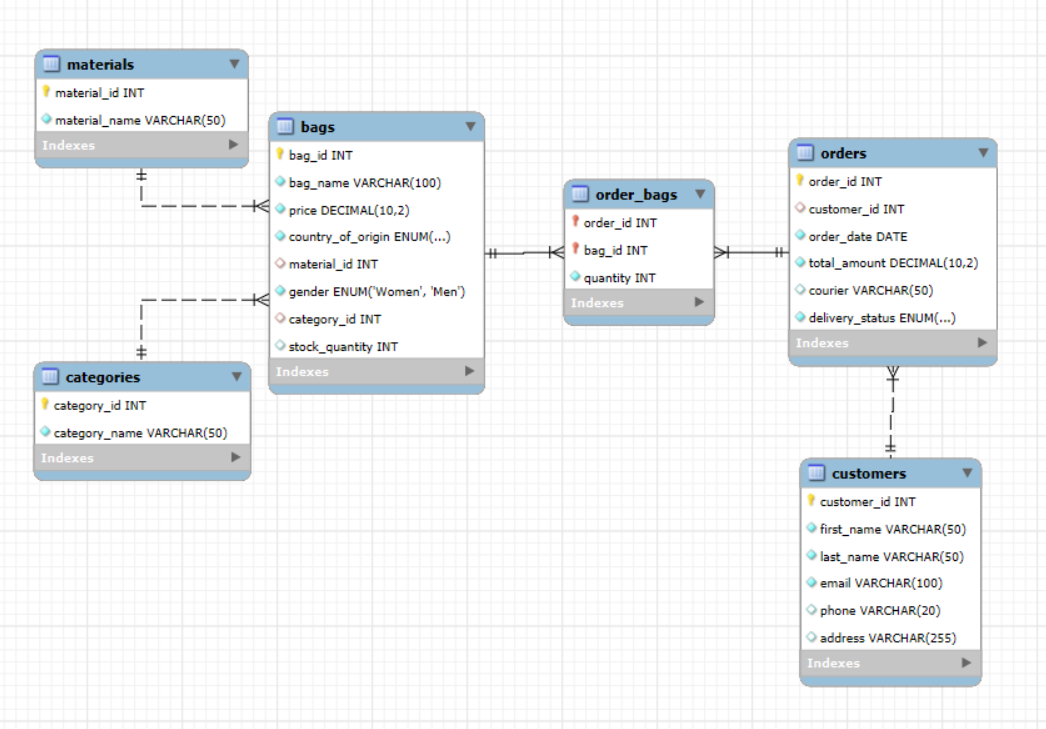 materials
material_id INT
material_name VARCHAR(50)
Indexes
bags
bag_id INT
bag_name VARCHAR(100)
price DECIMAL(10,2)
country_of_origin ENUM(...)
material_id INT
gender ENUM('Women', 'Men')
category_id INT
stock_quantity INT
Indexes
categories
category_id INT
category_name VARCHAR(50)
Indexes
order_bags
order_id INT
bag_id INT
quantity INT
Indexes
orders
order_id INT
customer_id INT
order_date DATE
total_amount DECIMAL(10,2)
courier VARCHAR(50)
delivery_status ENUM(...)
Indexes
customers
customer_id INT
first_name VARCHAR(50)
last_name VARCHAR(50)
email VARCHAR(100)
phone VARCHAR(20)
address VARCHAR(255)
Indexes